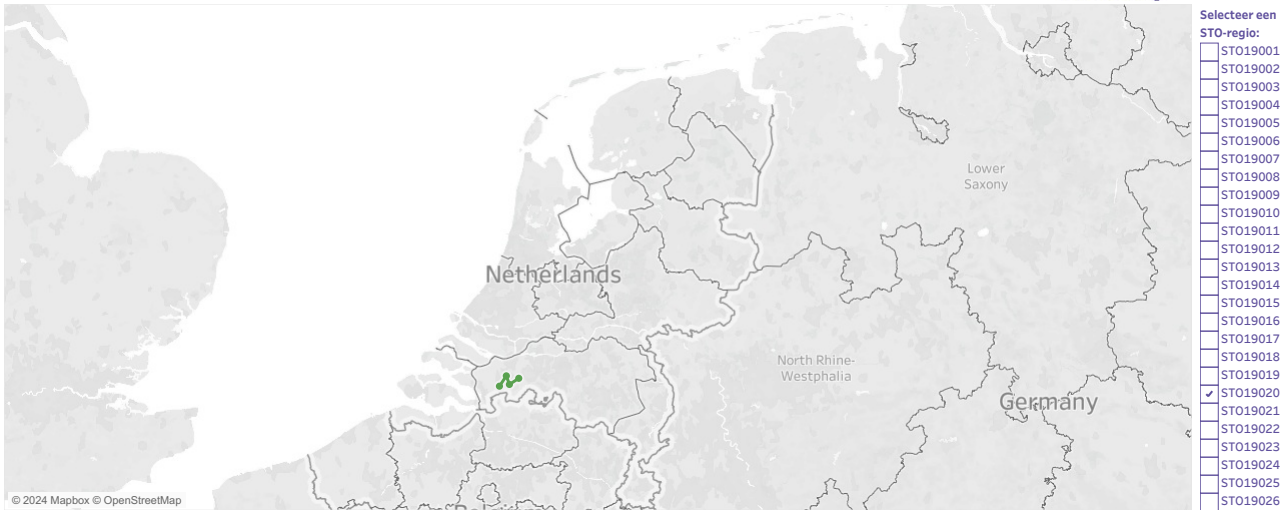 Selecteer een
STO-regio:
STO19001
STO19002
STO19003
STO19004
STO19005
STO19006
STO19007
STO19008
STO19009
STO19010
STO19011
STO19012
STO19013
STO19014
STO19015
STO19016
STO19017
STO19018
STO19019
STO19020
STO19021
STO19022
STO19023
STO19024
STO19025
STO19026
Lower
Saxony
Netherlands
North Rhine-
Westphalia
Germany
© 2024 Mapbox © OpenStreetMap